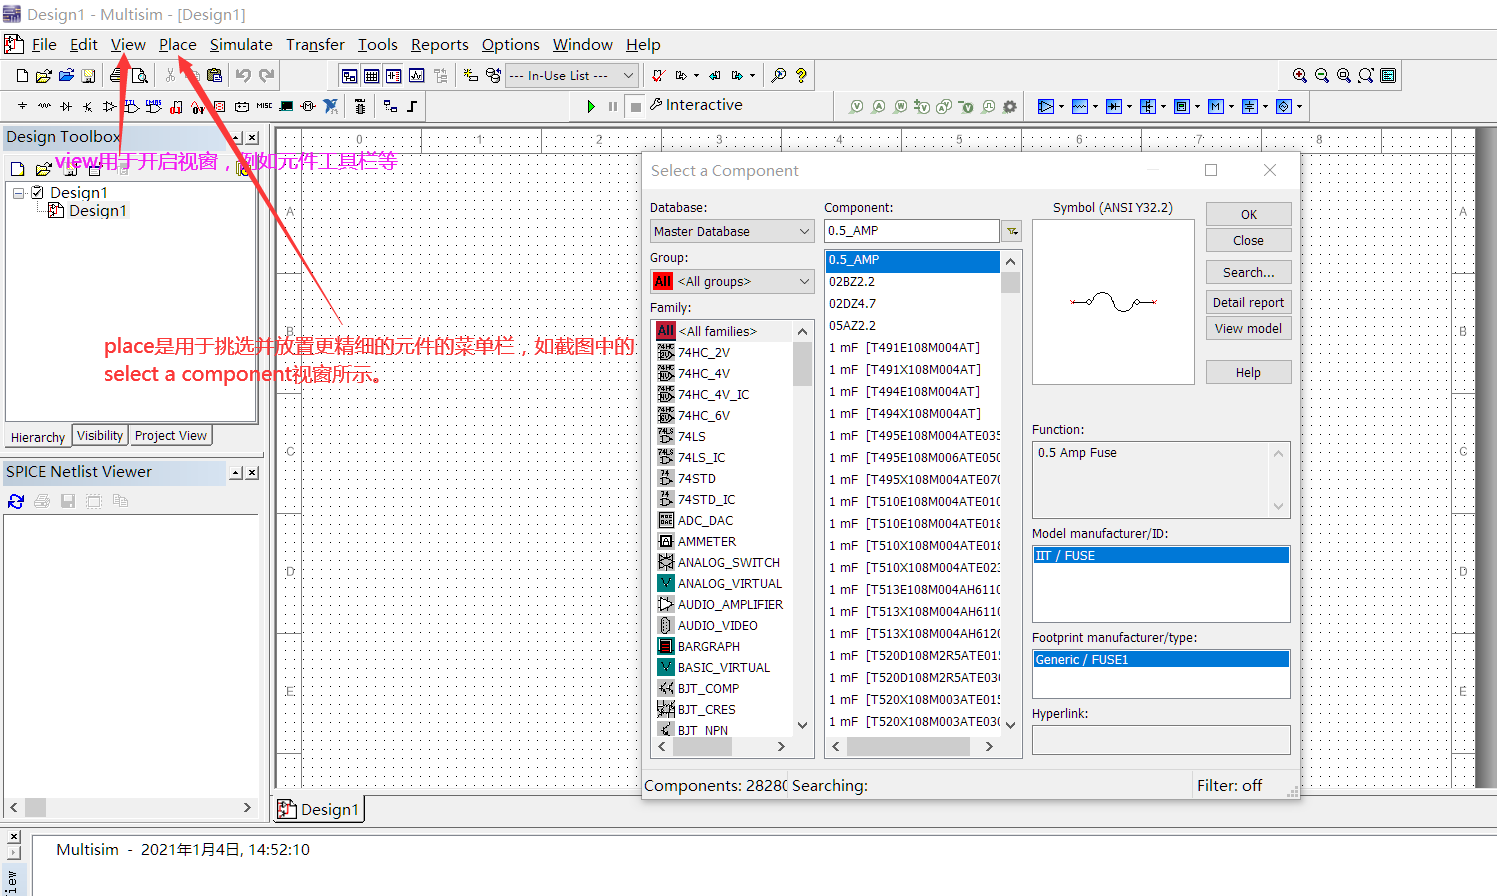 Design1 - Multisim - [Design1]
File Edit View Place Simulate Transfer Tools Reports Options Window Help
--- In-Use List ---
MISC
Interactive
Design Toolbox
view用于开启视窗，例如元件工具栏等
Design1
Design1
place是用于挑选并放置更精细的元件的菜单栏，如截图中的
select a component视窗所示。
Hierarchy Visibility Project View
SPICE Netlist Viewer
0 1 2 3 4 5 6 7 8
A
B
C
D
E
A
B
C
D
E
Select a Component
Database:
Master Database
Group:
All <All groups>
Family:
All <All families>
74HC_2V
74HC_4V
74HC_4V_IC
74HC_6V
74LS
74LS_IC
74STD
74STD_IC
ADC_DAC
AMMETER
ANALOG_SWITCH
ANALOG_VIRTUAL
AUDIO_AMPLIFIER
AUDIO_VIDEO
BARGRAPH
BASIC_VIRTUAL
BJT_COMP
BJT_CRES
BJT_NPN
Component:
0.5_AMP
0.5_AMP
02BZ2.2
02DZ4.7
05AZ2.2
1 mF [T491E108M004AT]
1 mF [T491X108M004AT]
1 mF [T494E108M004AT]
1 mF [T494X108M004AT]
1 mF [T495E108M004ATE035
1 mF [T495E108M006ATE050
1 mF [T495X108M004ATE070
1 mF [T510E108M004ATE010
1 mF [T510E108M004ATE018
1 mF [T510X108M004ATE018
1 mF [T510X108M004ATE023
1 mF [T513E108M004AH6110
1 mF [T513X108M004AH6110
1 mF [T513X108M004AH6120
1 mF [T520D108M2R5ATE015
1 mF [T520D108M2R5ATE030
1 mF [T520X108M003ATE015
1 mF [T520X108M003ATE030
Symbol (ANSI Y32.2)
OK
Close
Search...
Detail report
View model
Help
Function:
0.5 Amp Fuse
Model manufacturer/ID:
IIT / FUSE
Footprint manufacturer/type:
Generic / FUSE1
Hyperlink:
Components: 28280 Searching: Filter: off
Design1
Multisim - 2021年1月4日, 14:52:10